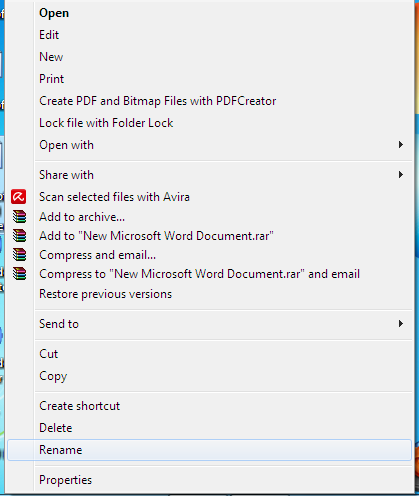 Open
Edit
New
Print
Create PDF and Bitmap Files with PDFCreator
Lock file with Folder Lock
Open with
Share with
Scan selected files with Avira
Add to archive...
Add to "New Microsoft Word Document.rar"
Compress and email...
Compress to "New Microsoft Word Document.rar" and email
Restore previous versions
Send to
Cut
Copy
Create shortcut
Delete
Rename
Properties